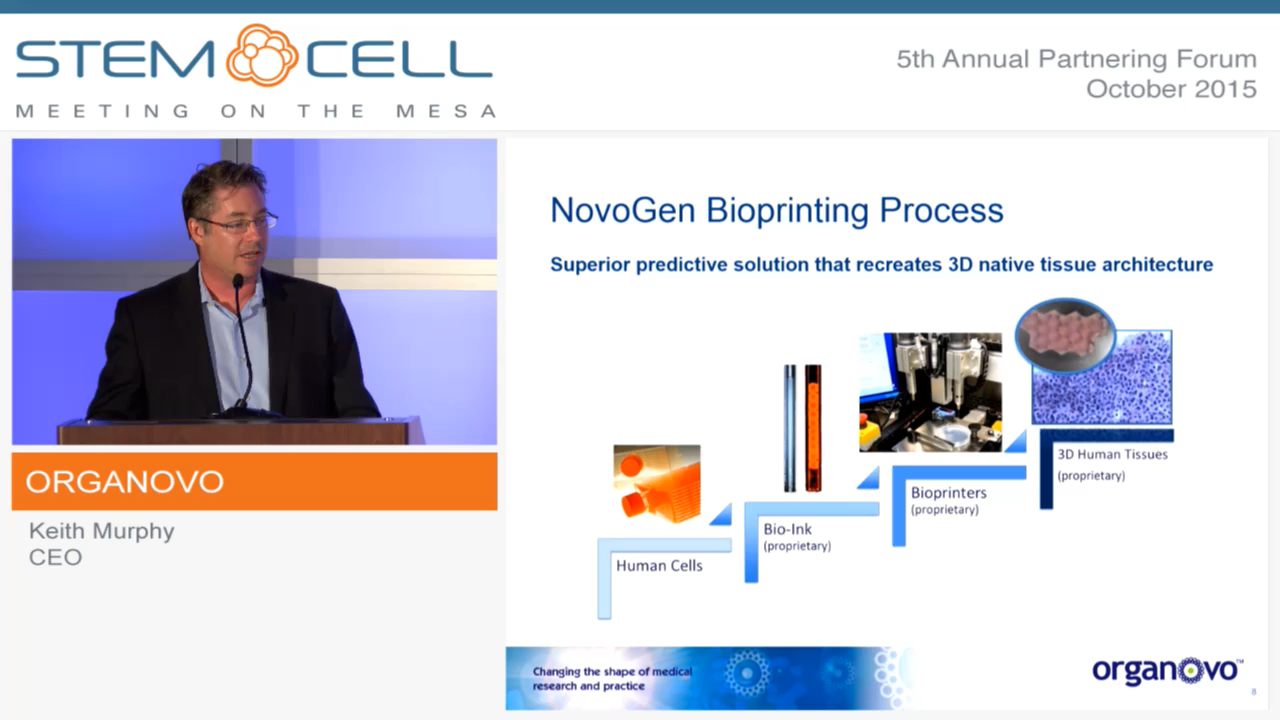 STEM CELL
MEETING ON THE MESA
5th Annual Partnering Forum
October 2015
ORGANOVO
Keith Murphy
CEO
NovoGen Bioprinting Process
Superior predictive solution that recreates 3D native tissue architecture
Human Cells
Bio-Ink
(proprietary)
Bioprinters
(proprietary)
3D Human Tissues
(proprietary)
Changing the shape of medical
research and practice
organovo™
8